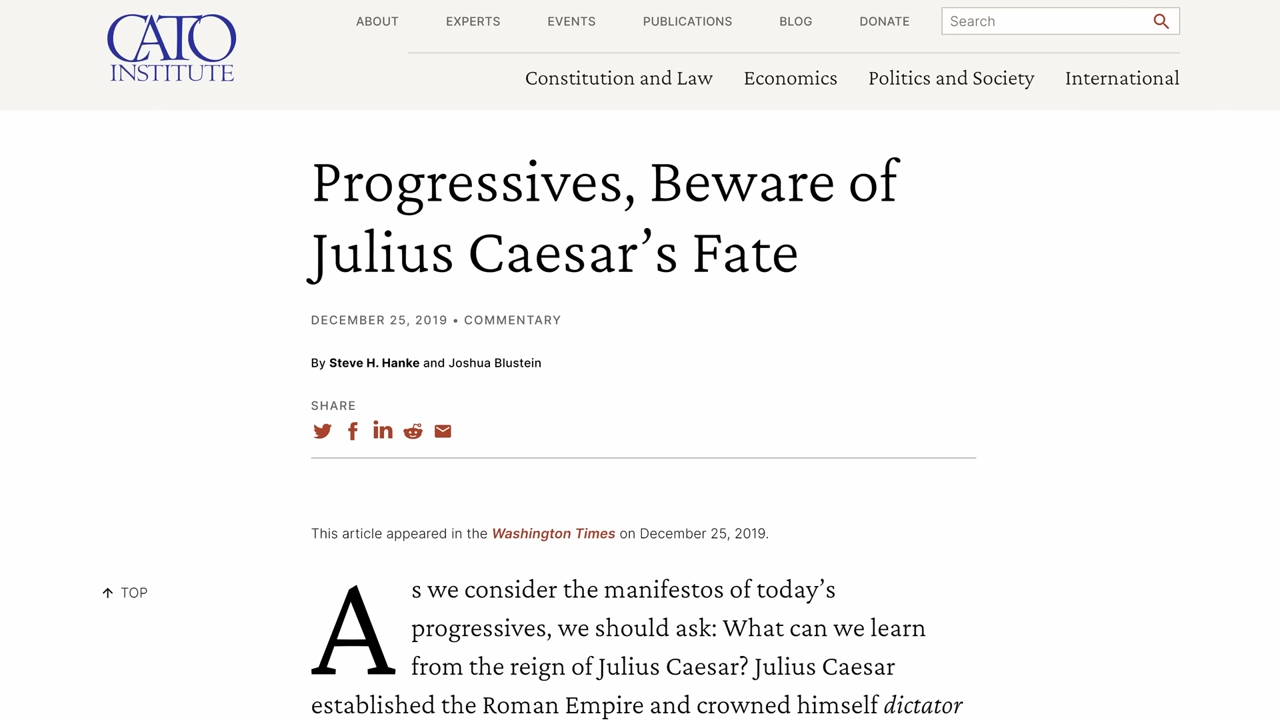 CATO
INSTITUTE
ABOUT EXPERTS EVENTS PUBLICATIONS BLOG DONATE Search
Constitution and Law Economics Politics and Society International
Progressives, Beware of
Julius Caesar’s Fate
DECEMBER 25, 2019 • COMMENTARY
By Steve H. Hanke and Joshua Blustein
SHARE
This article appeared in the Washington Times on December 25, 2019.
TOP
As we consider the manifestos of today’s
progressives, we should ask: What can we learn
from the reign of Julius Caesar? Julius Caesar
established the Roman Empire and crowned himself dictator